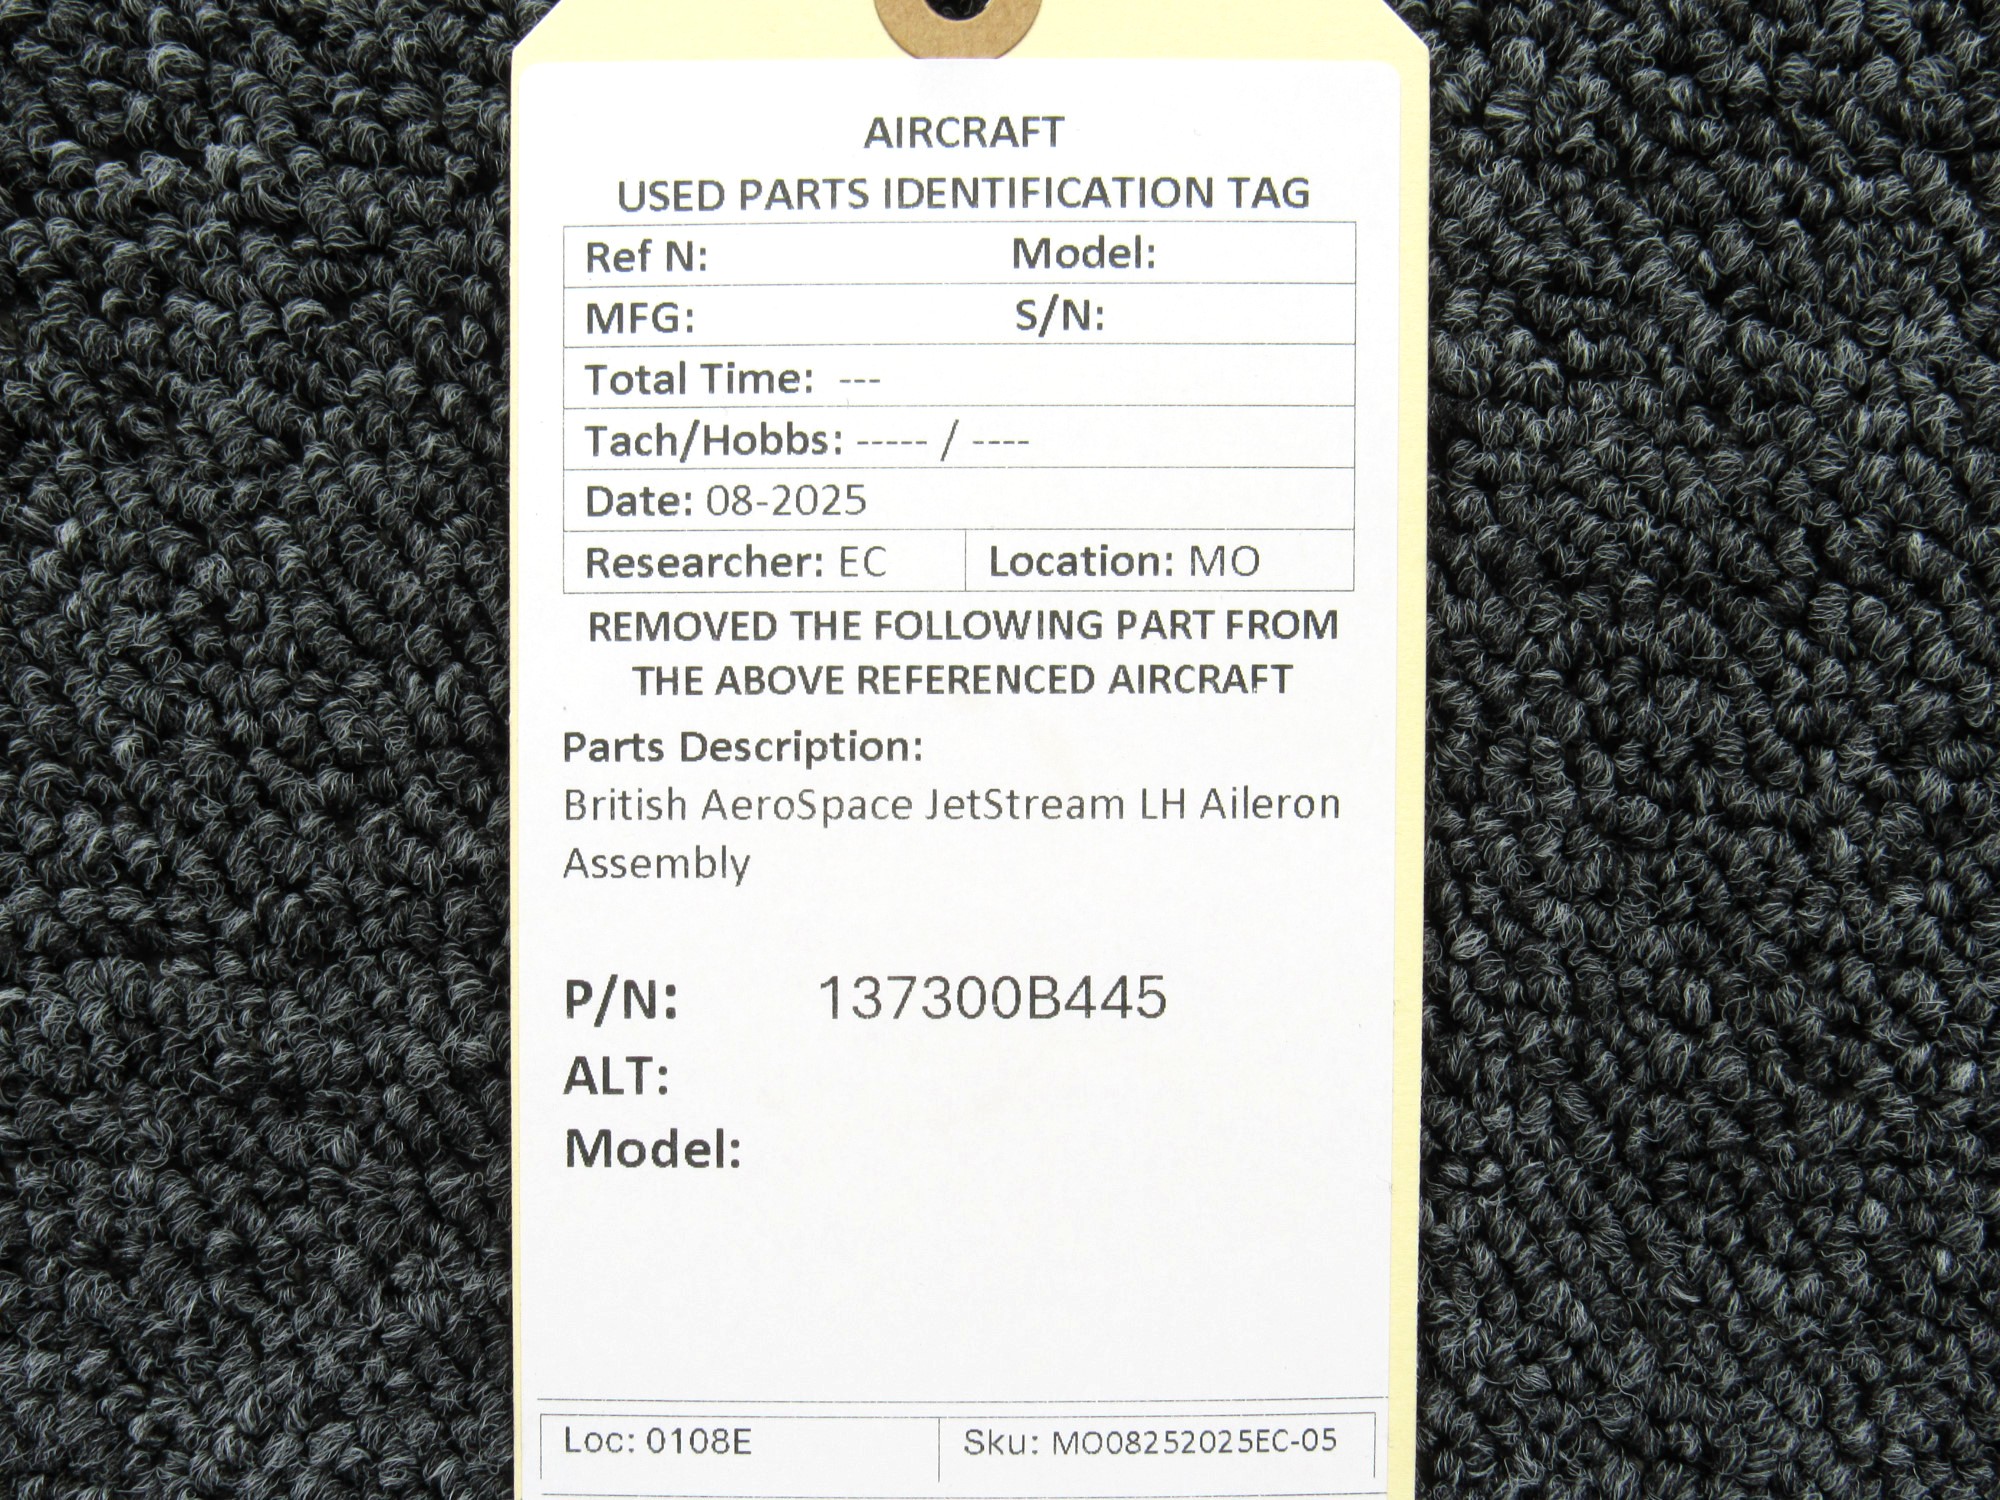 AIRCRAFT
USED PARTS IDENTIFICATION TAG
Ref N: Model:
MFG: S/N:
Total Time: ---
Tach/Hobbs: ----- / ----
Date: 08-2025
Researcher: EC Location: MO
REMOVED THE FOLLOWING PART FROM
THE ABOVE REFERENCED AIRCRAFT
Parts Description:
British AeroSpace JetStream LH Aileron
Assembly
P/N: 137300B445
ALT:
Model:
Loc: 0108E Sku: MO08252025EC-05